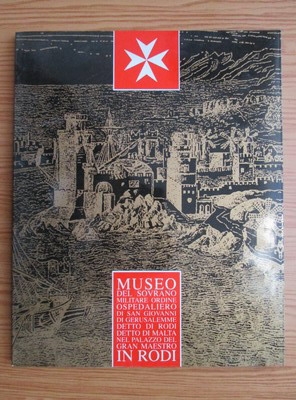 MUSEO
DEL SOVRANO
MILITARE ORDINE
OSPEDALIERO
DI SAN GIOVANNI
DI GERUSALEMME
DETTO DI RODI
DETTO DI MALTA
NEL PALAZZO DEL
GRAN MAESTRO
IN RODI